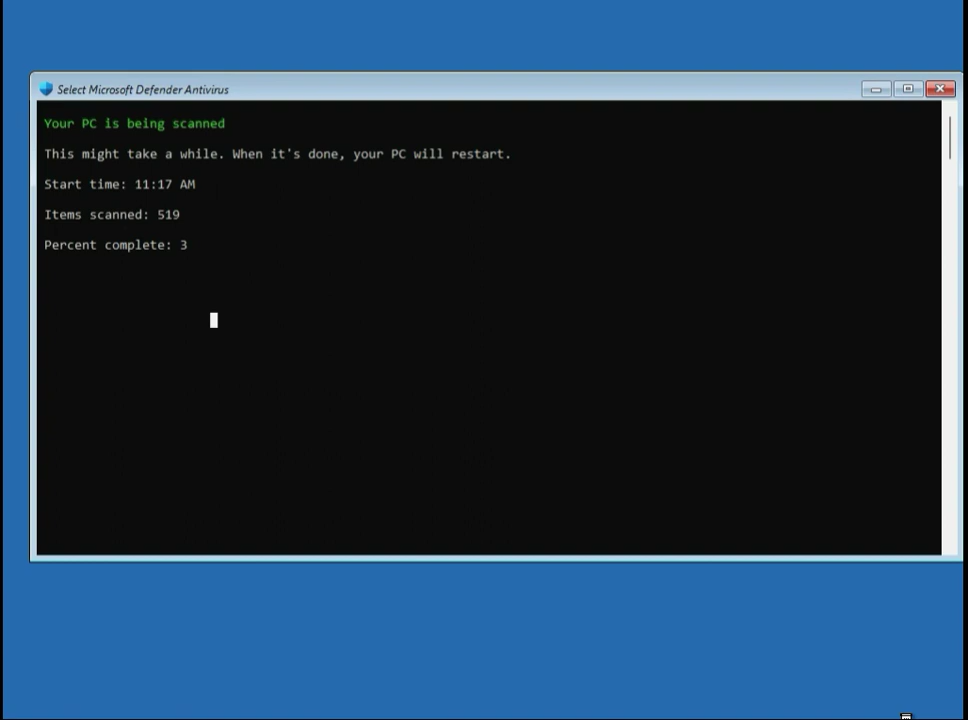 Select Microsoft Defender Antivirus
Your PC is being scanned
This might take a while. When it's done, your PC will restart.
Start time: 11:17 AM
Items scanned: 519
Percent complete: 3